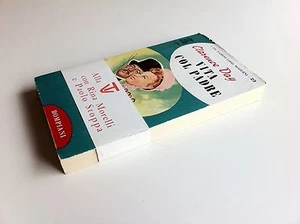 Clarence Day
VITA
COL PADRE
Alla
TV
con Rina Morelli
e Paolo Stoppa
BOMPIANI